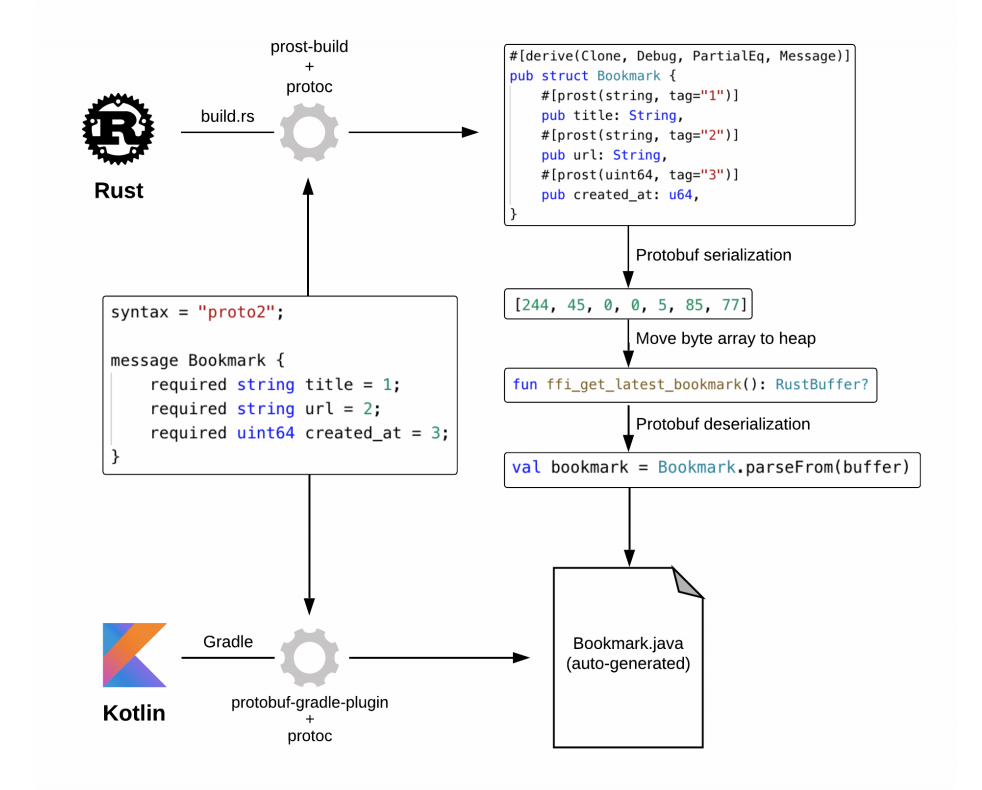 prost-build
+
protoc
build.rs
R
Rust
#[derive(Clone, Debug, PartialEq, Message)]
pub struct Bookmark {
    #[prost(string, tag="1")]
    pub title: String,
    #[prost(string, tag="2")]
    pub url: String,
    #[prost(uint64, tag="3")]
    pub created_at: u64,
}
Protobuf serialization
[244, 45, 0, 0, 5, 85, 77]
Move byte array to heap
fun ffi_get_latest_bookmark(): RustBuffer?
Protobuf deserialization
val bookmark = Bookmark.parseFrom(buffer)
syntax = "proto2";

message Bookmark {
    required string title = 1;
    required string url = 2;
    required uint64 created_at = 3;
}
Gradle
Kotlin
protobuf-gradle-plugin
+
protoc
Bookmark.java
(auto-generated)